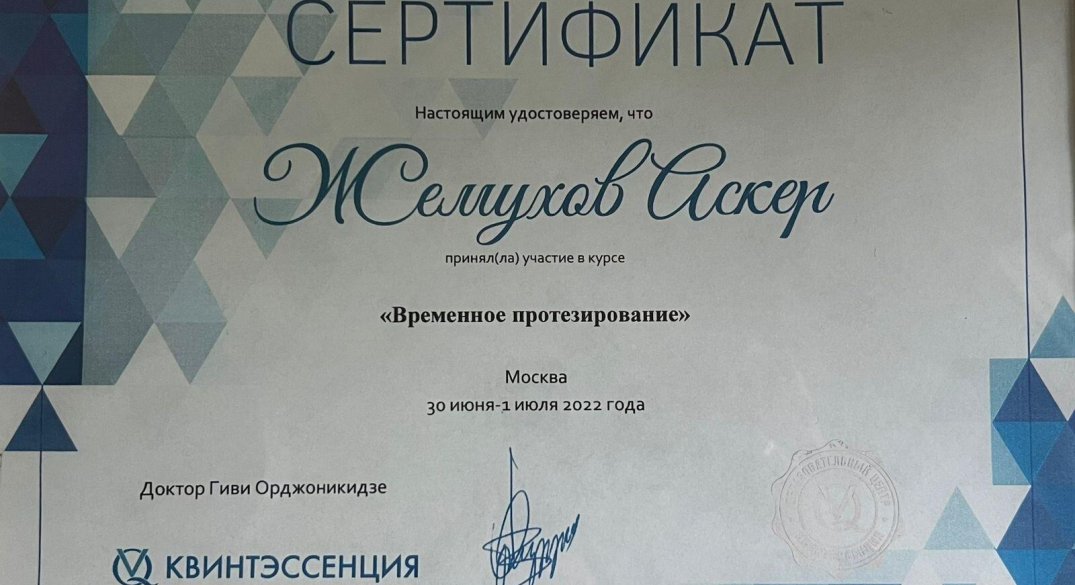 СЕРТИФИКАТ
Настоящим удостоверяем, что
Жемухов Аскер
принял(ла) участие в курсе
«Временное протезирование»
Москва
30 июня-1 июля 2022 года
Доктор Гиви Орджоникидзе
КВИНТЭССЕНЦИЯ